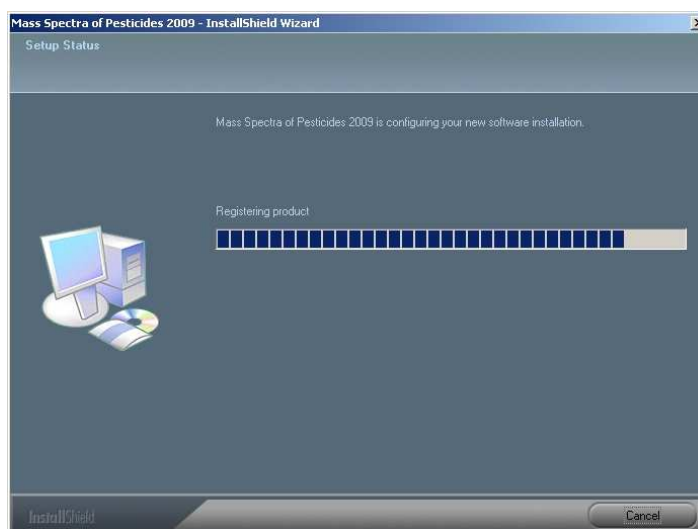 Mass Spectra of Pesticides 2009 - InstallShield Wizard
Setup Status
Mass Spectra of Pesticides 2009 is configuring your new software installation.
Registering product
InstallShield
Cancel